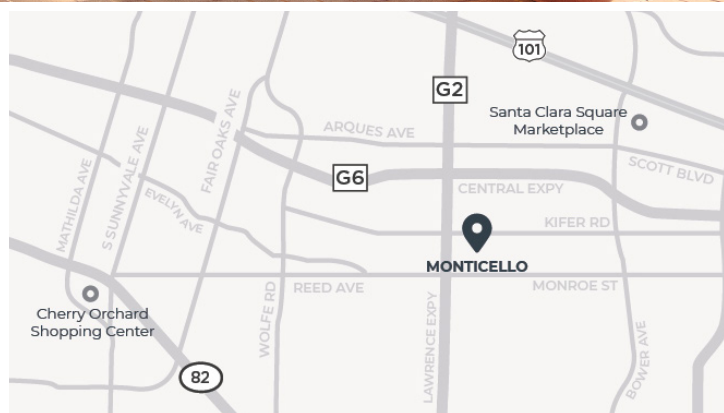 101
G2
Santa Clara Square
Marketplace
ARQUES AVE
FAIR OAKS AVE
S SUNNYVALE AVE
MATHILDA AVE
SCOTT BLVD
G6
CENTRAL EXPY
EVELYN AVE
KIFER RD
MONTICELLO
REED AVE
MONROE ST
Cherry Orchard
Shopping Center
WOLFE RD
LAWRENCE EXPY
BOWER AVE
82